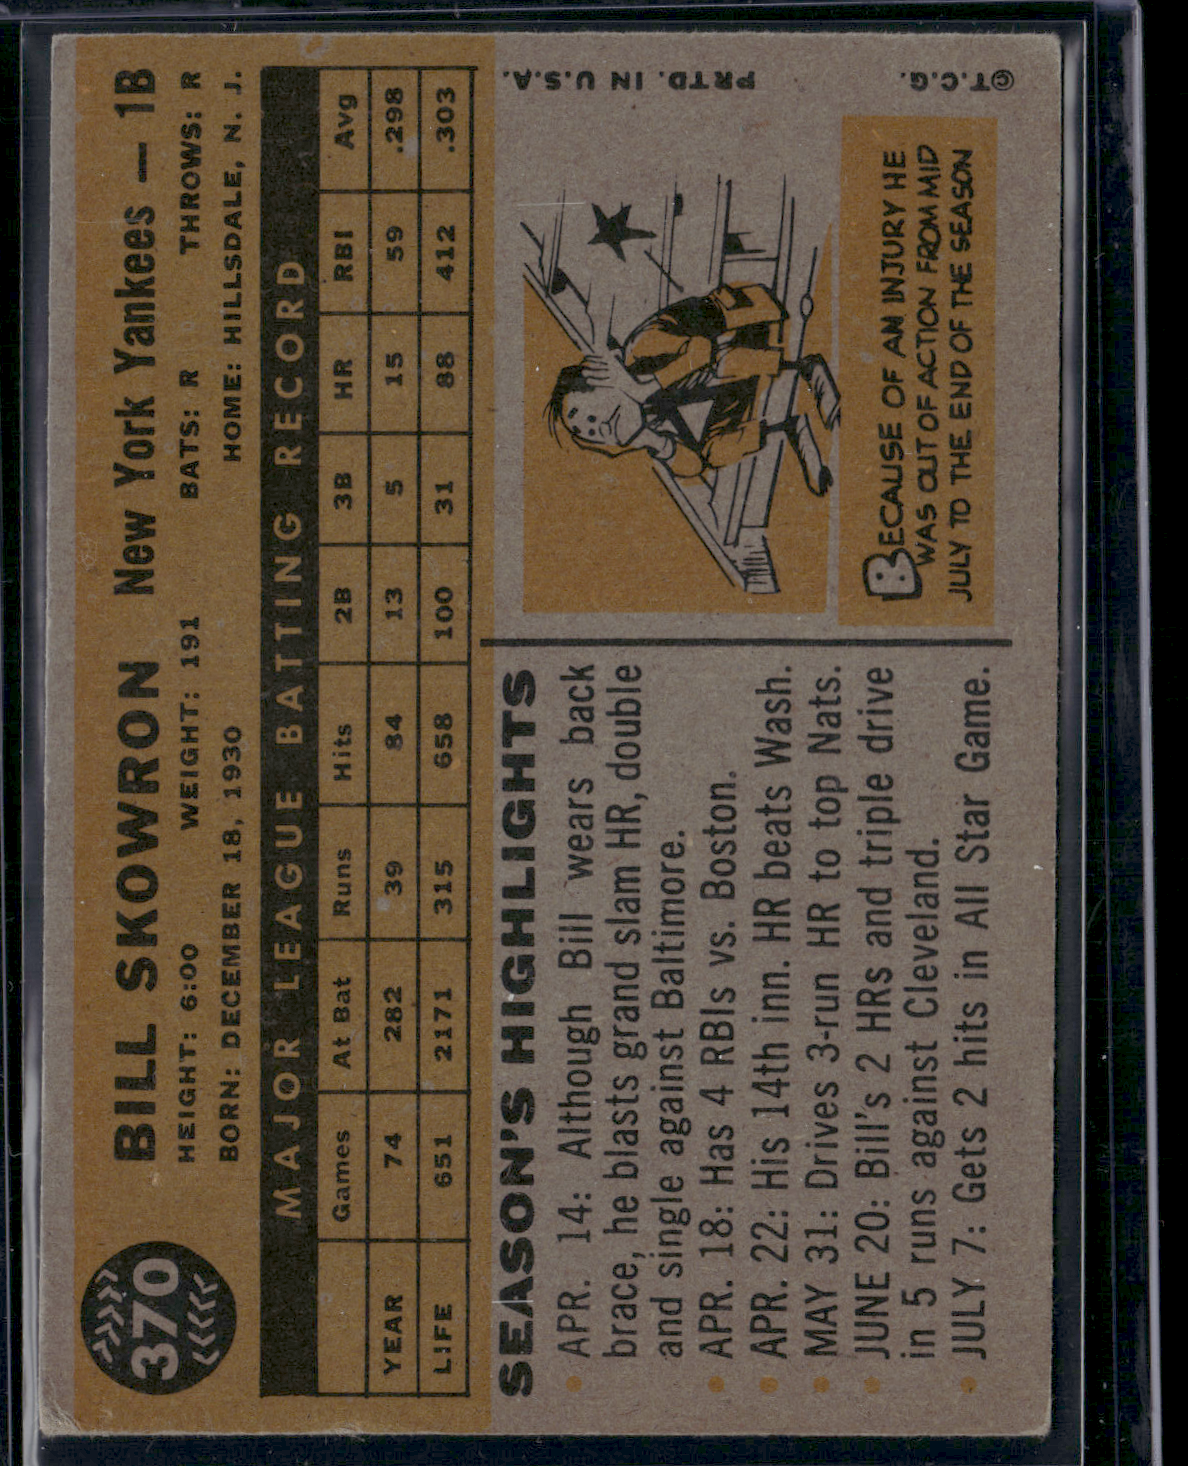 370
BILL SKOWRON New York Yankees — 1B
HEIGHT: 6:00 WEIGHT: 191 BATS: R THROWS: R
BORN: DECEMBER 18, 1930 HOME: HILLSDALE, N. J.
MAJOR LEAGUE BATTING RECORD
Games At Bat Runs Hits 2B 3B HR RBI Avg
YEAR 74 282 39 84 13 5 15 59 .298
LIFE 651 2171 315 658 100 31 88 412 .303
SEASON'S HIGHLIGHTS
• APR. 14: Although Bill wears back
brace, he blasts grand slam HR, double
and single against Baltimore.
• APR. 18: Has 4 RBIs vs. Boston.
• APR. 22: His 14th inn. HR beats Wash.
• MAY 31: Drives 3-run HR to top Nats.
• JUNE 20: Bill's 2 HRs and triple drive
in 5 runs against Cleveland.
• JULY 7: Gets 2 hits in All Star Game.
BECAUSE OF AN INJURY HE
WAS OUT OF ACTION FROM MID
JULY TO THE END OF THE SEASON
©T.C.G. PRTD. IN U.S.A.